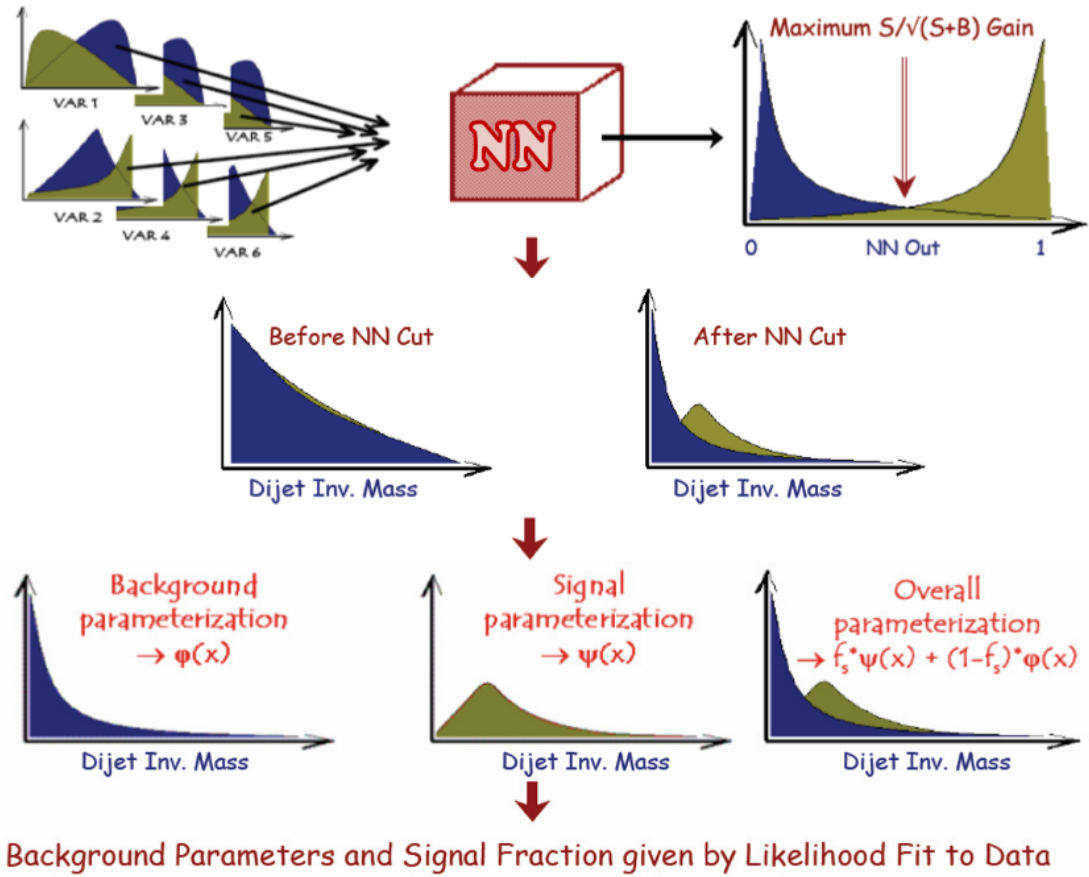 Maximum S/√(S+B) Gain
VAR 1
VAR 3
VAR 5
NN
VAR 2
VAR 4
VAR 6
0
NN Out
1
Before NN Cut
After NN Cut
Dijet Inv. Mass
Dijet Inv. Mass
Background
parameterization
→ φ(x)
Signal
parameterization
→ ψ(x)
Overall
parameterization
→ fs*ψ(x) + (1-fs)*φ(x)
Dijet Inv. Mass
Dijet Inv. Mass
Dijet Inv. Mass
Background Parameters and Signal Fraction given by Likelihood Fit to Data